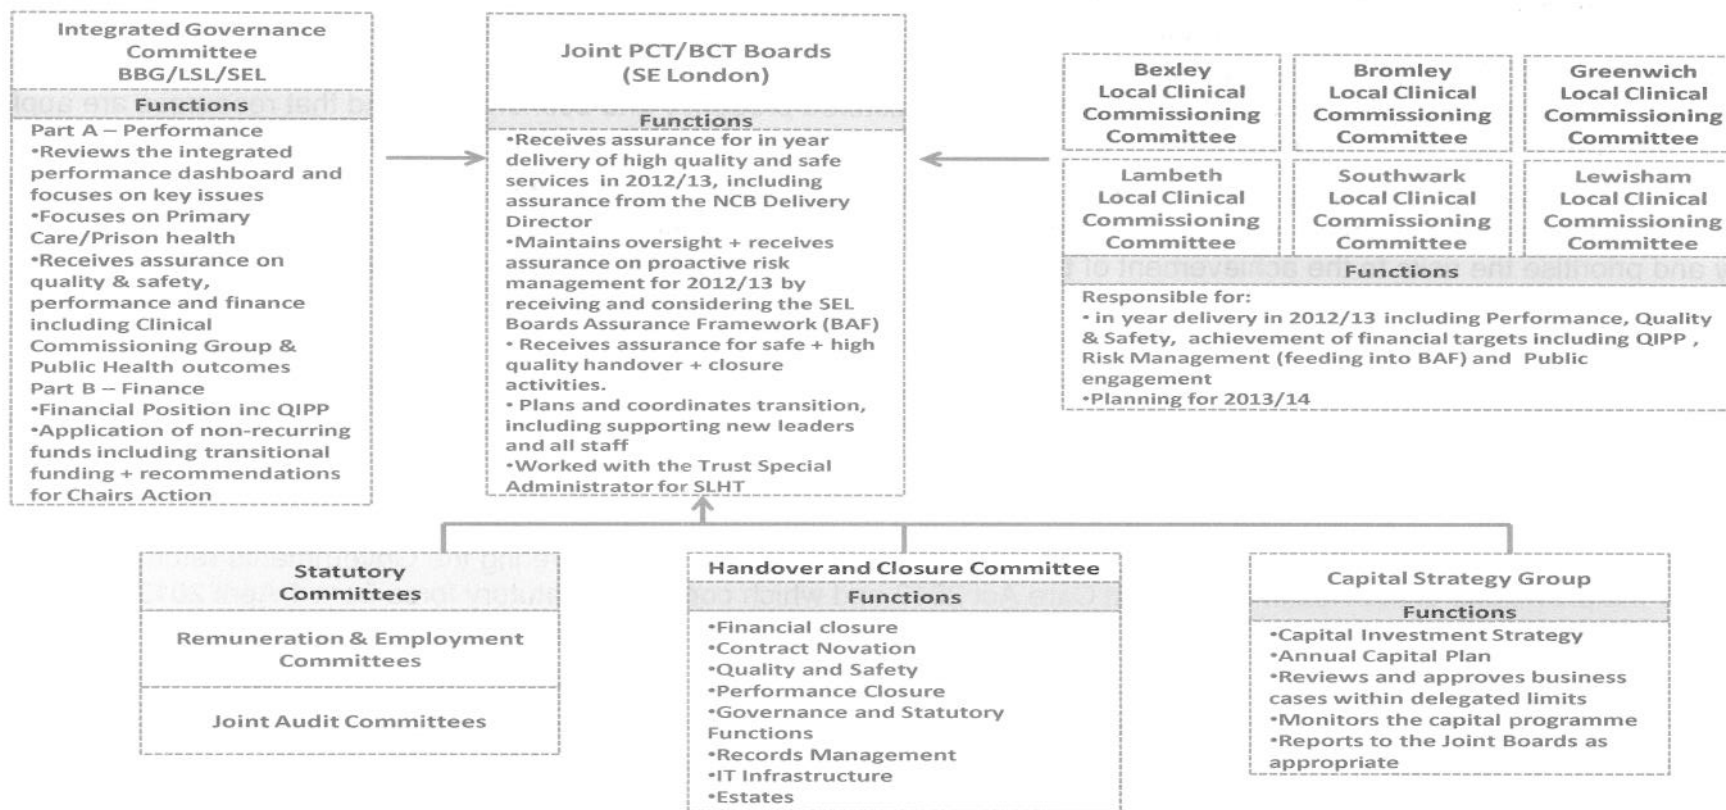 Integrated Governance
Committee
BBG/LSL/SEL
Functions
Part A – Performance
•Reviews the integrated
performance dashboard and
focuses on key issues
•Focuses on Primary
Care/Prison health
•Receives assurance on
quality & safety,
performance and finance
including Clinical
Commissioning Group &
Public Health outcomes
Part B – Finance
•Financial Position inc QIPP
•Application of non-recurring
funds including transitional
funding + recommendations
for Chairs Action
Joint PCT/BCT Boards
(SE London)
Functions
•Receives assurance for in year
delivery of high quality and safe
services in 2012/13, including
assurance from the NCB Delivery
Director
•Maintains oversight + receives
assurance on proactive risk
management for 2012/13 by
receiving and considering the SEL
Boards Assurance Framework (BAF)
• Receives assurance for safe + high
quality handover + closure
activities.
• Plans and coordinates transition,
including supporting new leaders
and all staff
•Worked with the Trust Special
Administrator for SLHT
Bexley
Local Clinical
Commissioning
Committee
Bromley
Local Clinical
Commissioning
Committee
Greenwich
Local Clinical
Commissioning
Committee
Lambeth
Local Clinical
Commissioning
Committee
Southwark
Local Clinical
Commissioning
Committee
Lewisham
Local Clinical
Commissioning
Committee
Functions
Responsible for:
• in year delivery in 2012/13 including Performance, Quality
& Safety, achievement of financial targets including QIPP ,
Risk Management (feeding into BAF) and Public
engagement
•Planning for 2013/14
Statutory
Committees
Remuneration & Employment
Committees
Joint Audit Committees
Handover and Closure Committee
Functions
•Financial closure
•Contract Novation
•Quality and Safety
•Performance Closure
•Governance and Statutory
Functions
•Records Management
•IT Infrastructure
•Estates
Capital Strategy Group
Functions
•Capital Investment Strategy
•Annual Capital Plan
•Reviews and approves business
cases within delegated limits
•Monitors the capital programme
•Reports to the Joint Boards as
appropriate